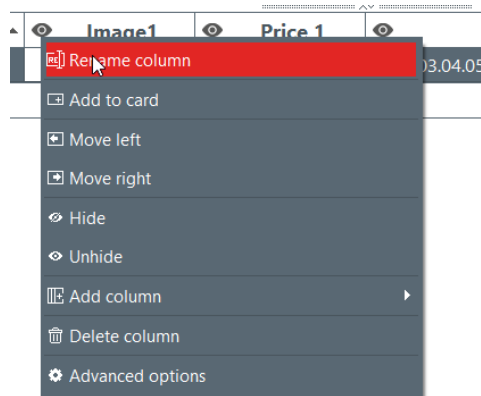 Image1 Price 1
Rename column
03.04.05
Add to card
Move left
Move right
Hide
Unhide
Add column
Delete column
Advanced options